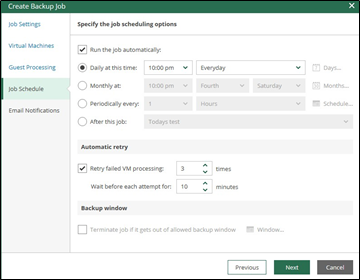 Create Backup Job
Job Settings
Virtual Machines
Guest Processing
Job Schedule
Email Notifications
Specify the job scheduling options
Run the job automatically:
Daily at this time: 10:00 pm Everyday Days...
Monthly at: 10:00 pm Fourth Saturday Months...
Periodically every: 1 Hours Schedule...
After this job: Todays test
Automatic retry
Retry failed VM processing: 3 times
Wait before each attempt for: 10 minutes
Backup window
Terminate job if it gets out of allowed backup window Window...
Previous Next Cancel